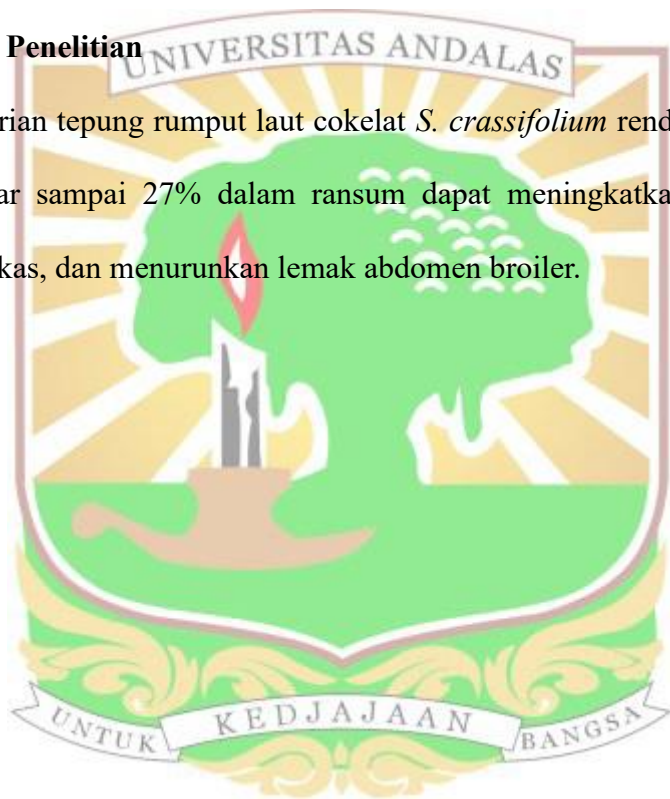 Penelitian
UNIVERSITAS ANDALAS
rian tepung rumput laut cokelat S. crassifolium rend
ar sampai 27% dalam ransum dapat meningkatka
kas, dan menurunkan lemak abdomen broiler.
UNTUK KEDJAJAAN BANGSA